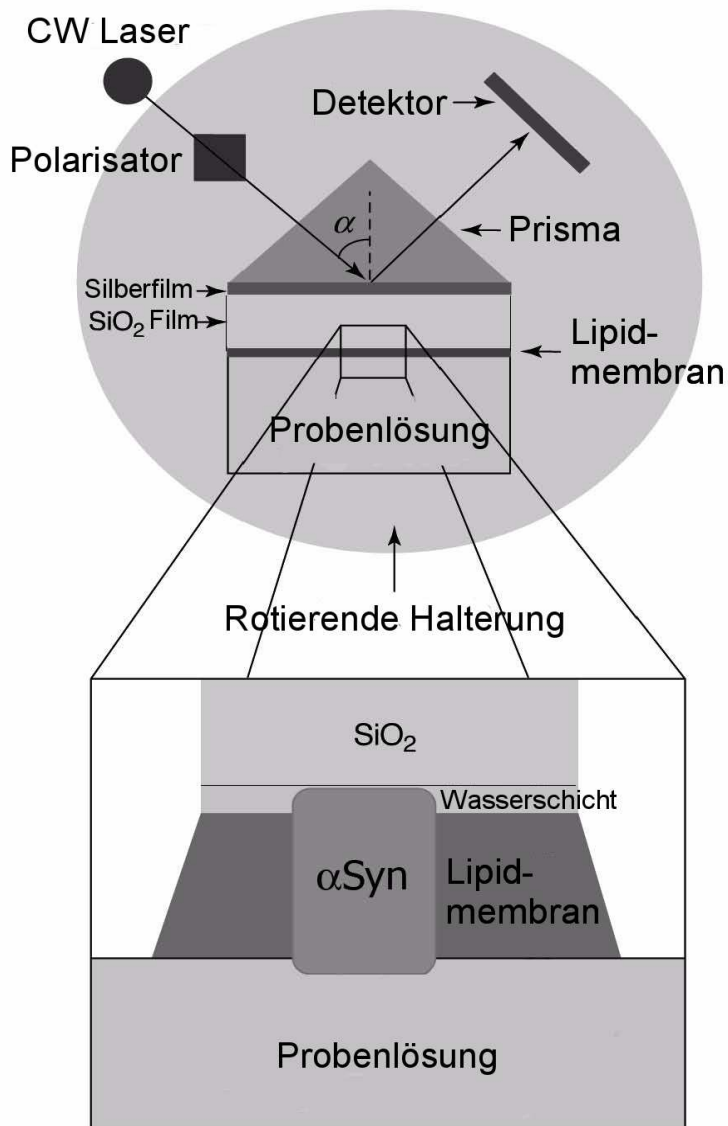 CW Laser
Detektor
Polarisator
α
Prisma
Silberfilm
SiO₂ Film
Lipid-
membran
Probenlösung
Rotierende Halterung
SiO₂
Wasserschicht
αSyn
Lipid-
membran
Probenlösung